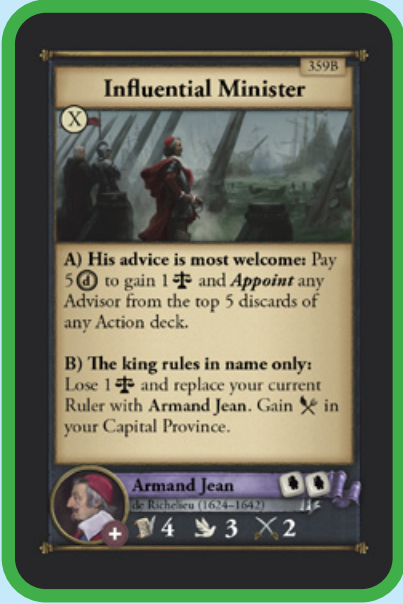 359B
Influential Minister
X
A) His advice is most welcome: Pay
5 d to gain 1 and Appoint any
Advisor from the top 5 discards of
any Action deck.
B) The king rules in name only:
Lose 1 and replace your current
Ruler with Armand Jean. Gain in
your Capital Province.
Armand Jean
de Richelieu (1624–1642)
+ 4 3 2